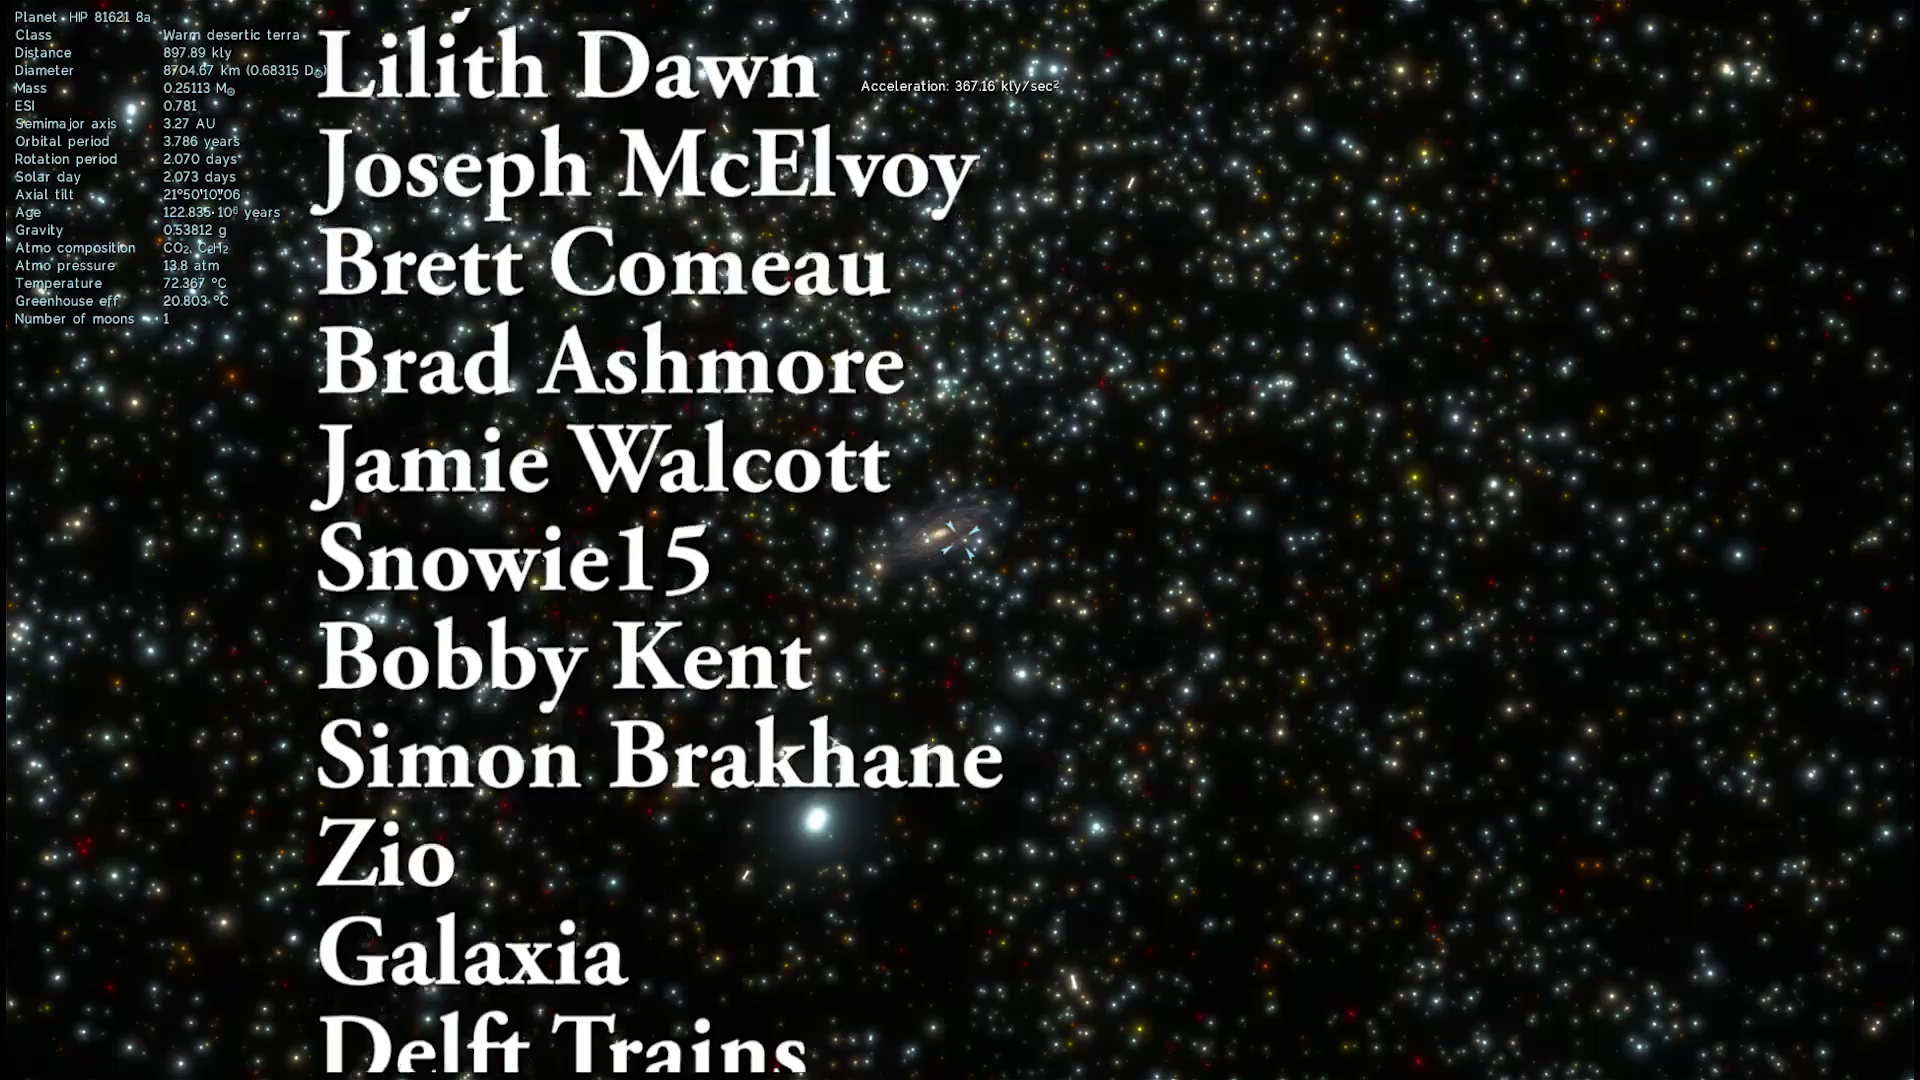 Planet HIP 81621 8a
Class Warm desertic terra
Distance 897.89 kly
Diameter 8704.67 km (0.68315 D⊕)
Mass 0.25113 M⊕
ESI 0.781
Semimajor axis 3.27 AU
Orbital period 3.786 years
Rotation period 2.070 days
Solar day 2.073 days
Axial tilt 21°50'10."06
Age 122.835·10⁶ years
Gravity 0.53812 g
Atmo composition CO₂, C₂H₂
Atmo pressure 13.8 atm
Temperature 72.367 °C
Greenhouse eff 20.803 °C
Number of moons 1
Acceleration: 367.16 kly/sec²
Lilith Dawn
Joseph McElvoy
Brett Comeau
Brad Ashmore
Jamie Walcott
Snowie15
Bobby Kent
Simon Brakhane
Zio
Galaxia
Delft Trains